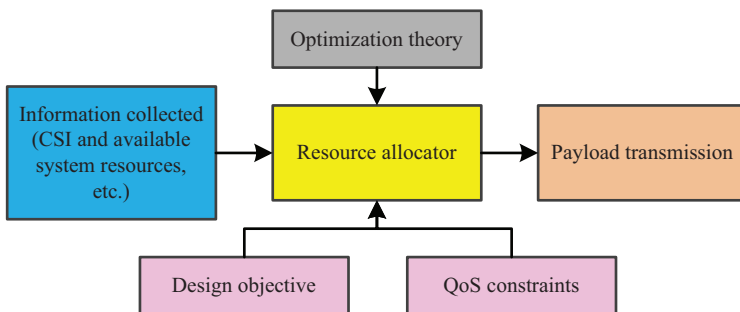 Optimization theory
Information collected
(CSI and available
system resources,
etc.)
Resource allocator
Payload transmission
Design objective
QoS constraints